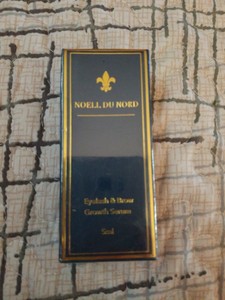 NOELL DU NORD
Eyelash & Brow
Growth Serum
5ml